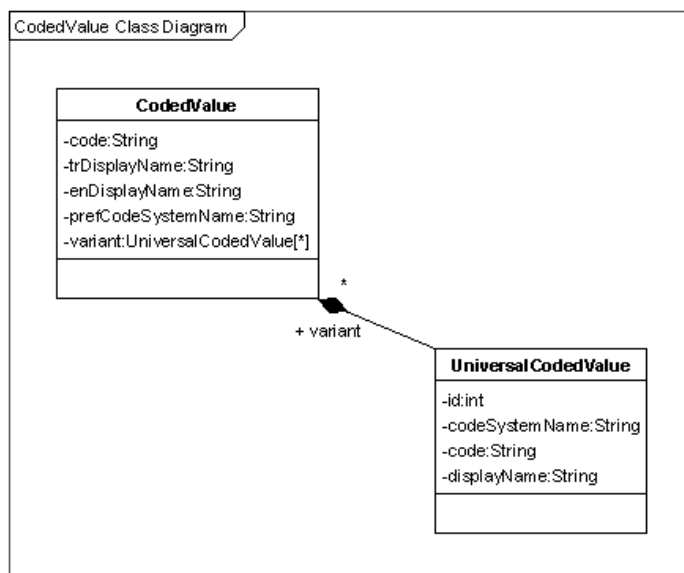 CodedValue Class Diagram
CodedValue
-code:String
-trDisplayName:String
-enDisplayName:String
-prefCodeSystemName:String
-variant:UniversalCodedValue[*]
*
+ variant
UniversalCodedValue
-id:int
-codeSystemName:String
-code:String
-displayName:String